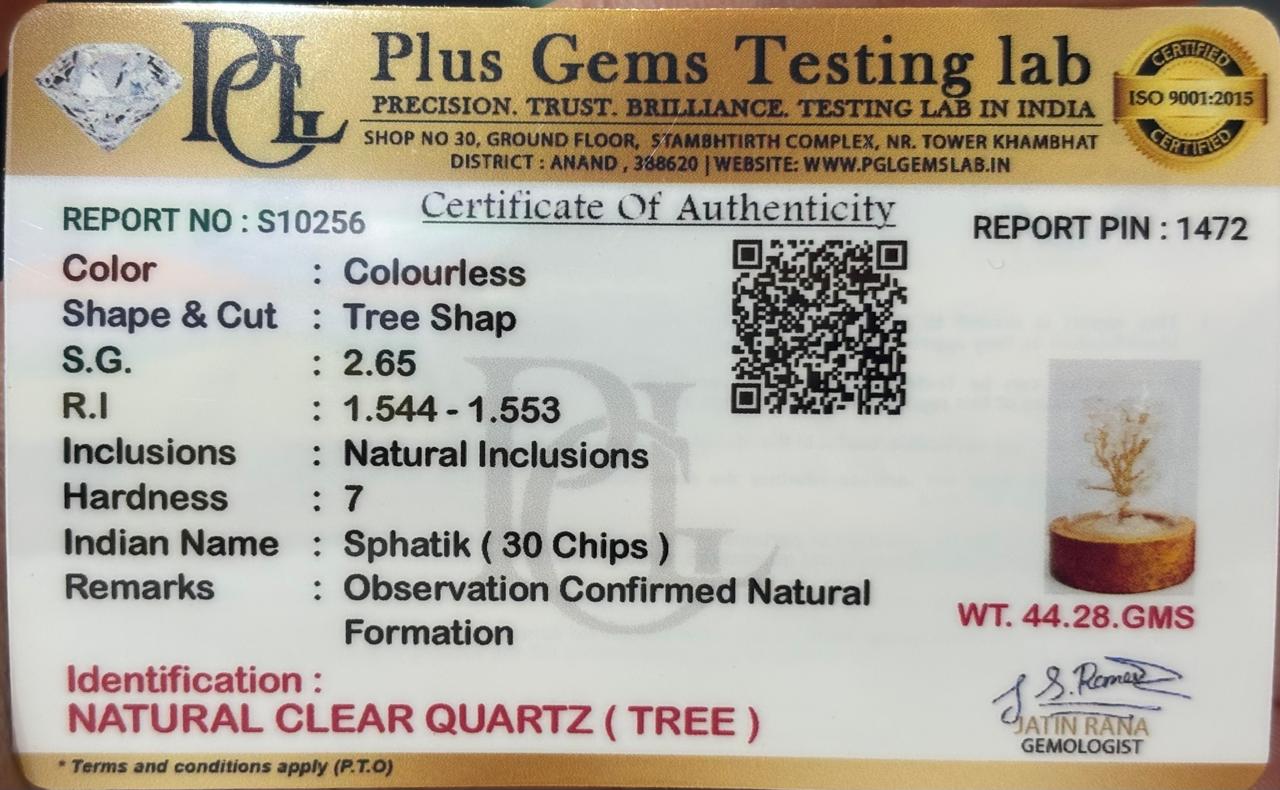 PGL
Plus Gems Testing lab
PRECISION. TRUST. BRILLIANCE. TESTING LAB IN INDIA
SHOP NO 30, GROUND FLOOR, STAMBHTIRTH COMPLEX, NR. TOWER KHAMBHAT
DISTRICT : ANAND , 388620 | WEBSITE: WWW.PGLGEMSLAB.IN
CERTIFIED
ISO 9001:2015
CERTIFIED
Certificate Of Authenticity
REPORT NO : S10256
REPORT PIN : 1472
Color : Colourless
Shape & Cut : Tree Shap
S.G. : 2.65
R.I : 1.544 - 1.553
Inclusions : Natural Inclusions
Hardness : 7
Indian Name : Sphatik ( 30 Chips )
Remarks : Observation Confirmed Natural
Formation
WT. 44.28.GMS
Identification :
NATURAL CLEAR QUARTZ ( TREE )
JATIN RANA
GEMOLOGIST
* Terms and conditions apply (P.T.O)